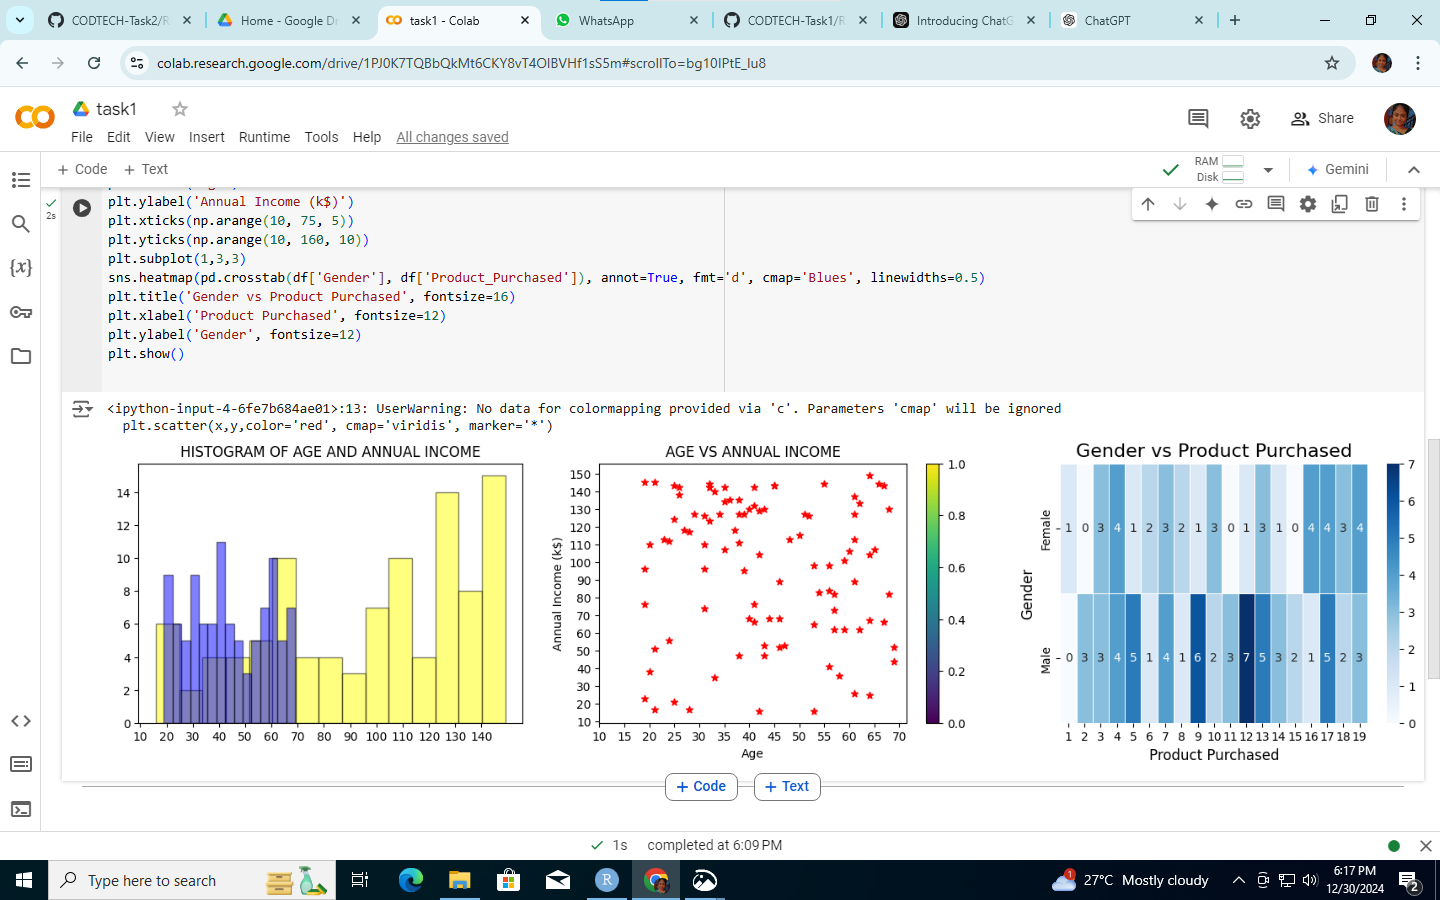 CODTECH-Task2/R
Home - Google Dr
task1 - Colab
WhatsApp
CODTECH-Task1/R
Introducing ChatG
ChatGPT
colab.research.google.com/drive/1PJ0K7TQBbQkMt6CKY8vT4OlBVHf1sS5m#scrollTo=bg10IPtE_lu8
task1
File Edit View Insert Runtime Tools Help All changes saved
Share
+ Code + Text
RAM
Disk
Gemini
2s
plt.ylabel('Annual Income (k$)')
plt.xticks(np.arange(10, 75, 5))
plt.yticks(np.arange(10, 160, 10))
plt.subplot(1,3,3)
sns.heatmap(pd.crosstab(df['Gender'], df['Product_Purchased']), annot=True, fmt='d', cmap='Blues', linewidths=0.5)
plt.title('Gender vs Product Purchased', fontsize=16)
plt.xlabel('Product Purchased', fontsize=12)
plt.ylabel('Gender', fontsize=12)
plt.show()
<ipython-input-4-6fe7b684ae01>:13: UserWarning: No data for colormapping provided via 'c'. Parameters 'cmap' will be ignored
plt.scatter(x,y,color='red', cmap='viridis', marker='*')
HISTOGRAM OF AGE AND ANNUAL INCOME
14
12
10
8
6
4
2
0
10 20 30 40 50 60 70 80 90 100 110 120 130 140
AGE VS ANNUAL INCOME
Annual Income (k$)
150
140
130
120
110
100
90
80
70
60
50
40
30
20
10
10 15 20 25 30 35 40 45 50 55 60 65 70
Age
1.0
0.8
0.6
0.4
0.2
0.0
Gender vs Product Purchased
Gender
Female
1 0 3 4 1 2 3 2 1 3 0 1 3 1 0 4 4 3 4
Male
0 3 3 4 5 1 4 1 6 2 3 7 5 3 2 1 5 2 3
1 2 3 4 5 6 7 8 9 10 11 12 13 14 15 16 17 18 19
Product Purchased
7
6
5
4
3
2
1
0
+ Code + Text
1s completed at 6:09 PM
Type here to search
R
1
27°C Mostly cloudy
6:17 PM
12/30/2024
2